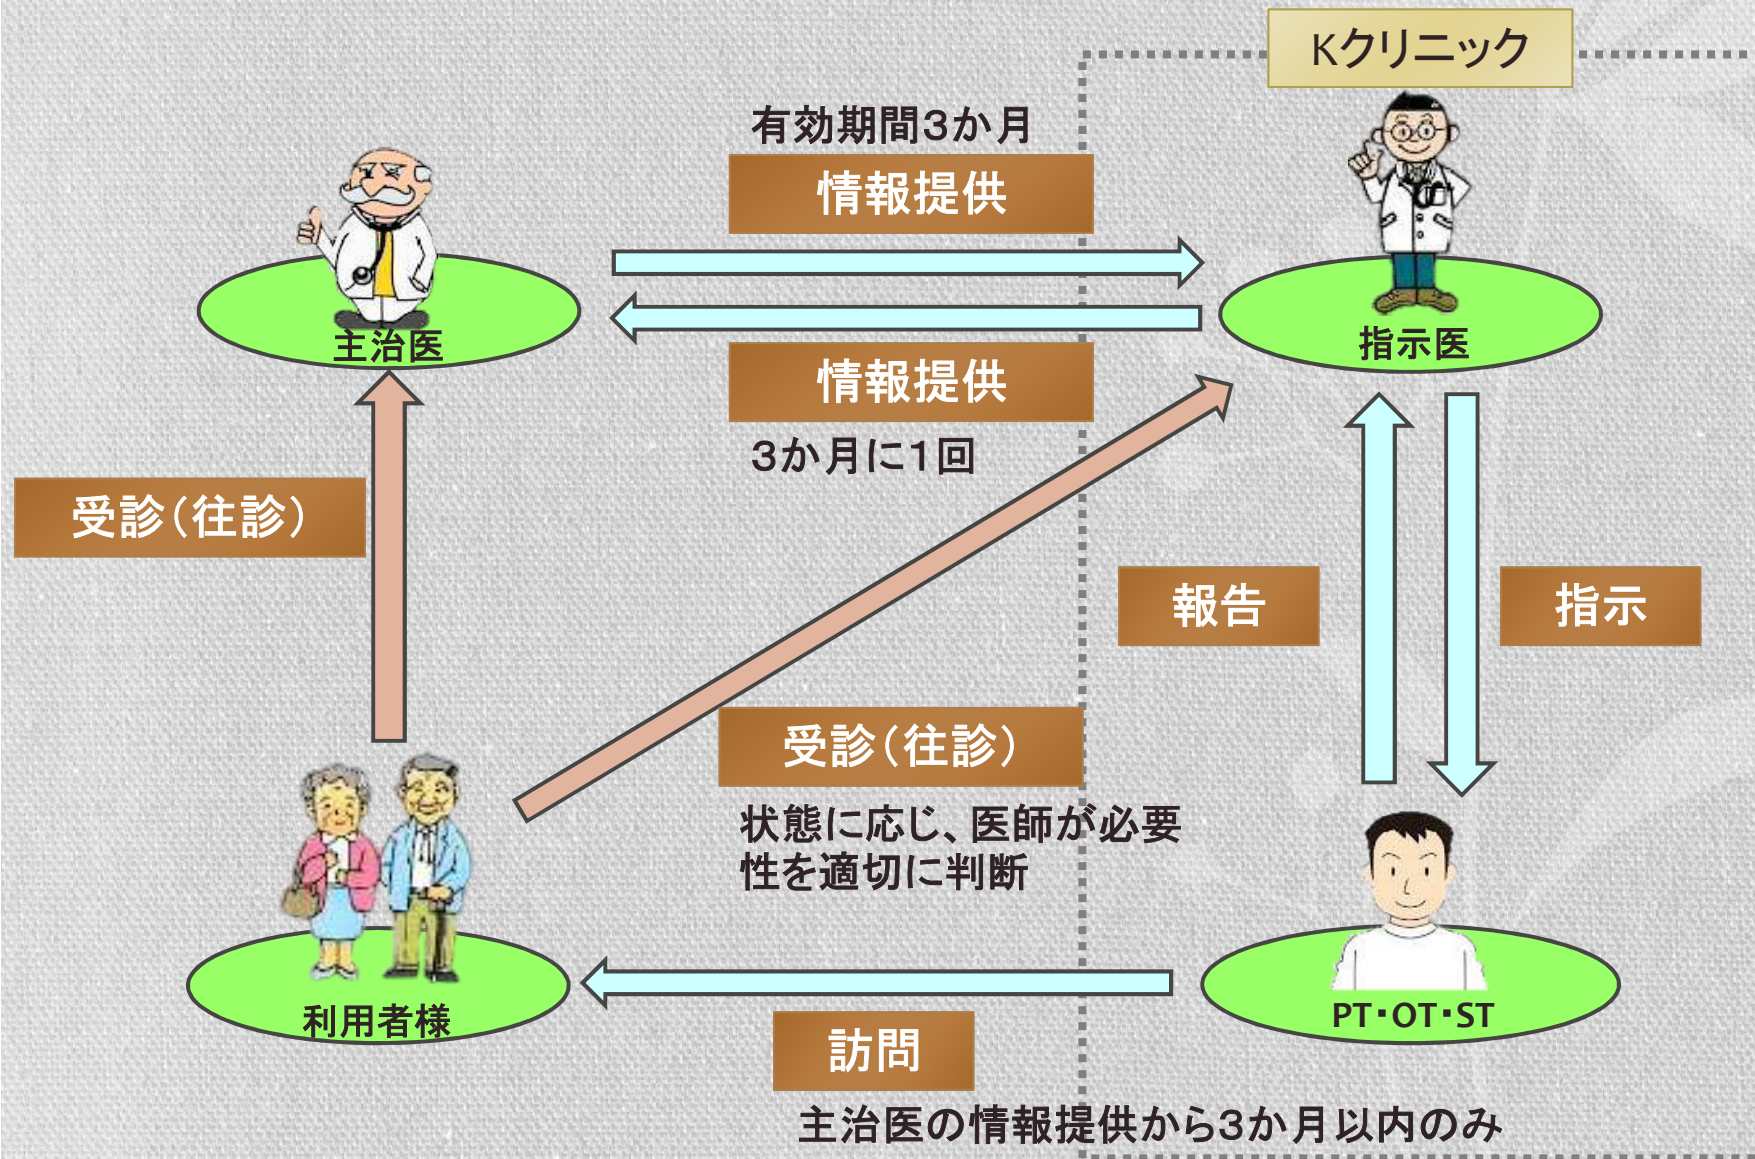 Kクリニック
有効期間３か月
情報提供
主治医
指示医
情報提供
３か月に１回
受診（往診）
報告
指示
受診（往診）
状態に応じ、医師が必要
性を適切に判断
利用者様
PT・OT・ST
訪問
主治医の情報提供から３か月以内のみ